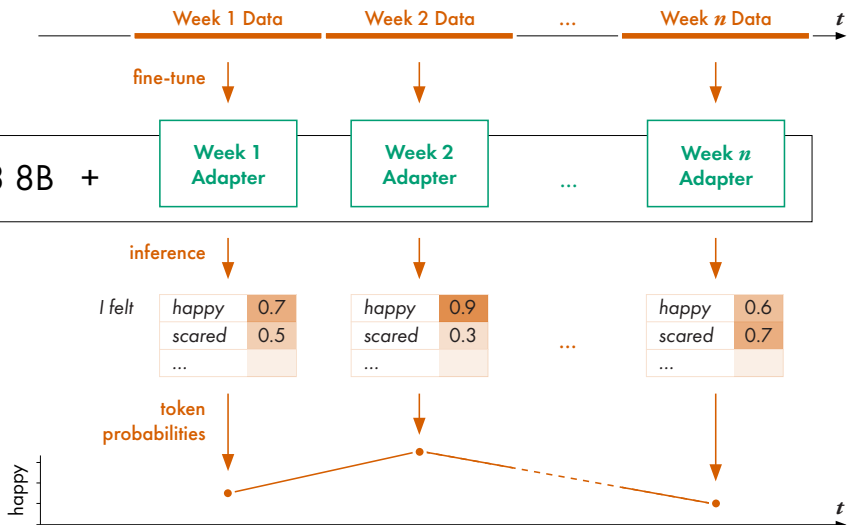 Week 1 Data Week 2 Data ... Week n Data t
fine-tune
8B + Week 1 Adapter Week 2 Adapter ... Week n Adapter
inference
I felt happy 0.7 happy 0.9 happy 0.6
scared 0.5 scared 0.3 ... scared 0.7
... ... ...
token
probabilities
happy
t